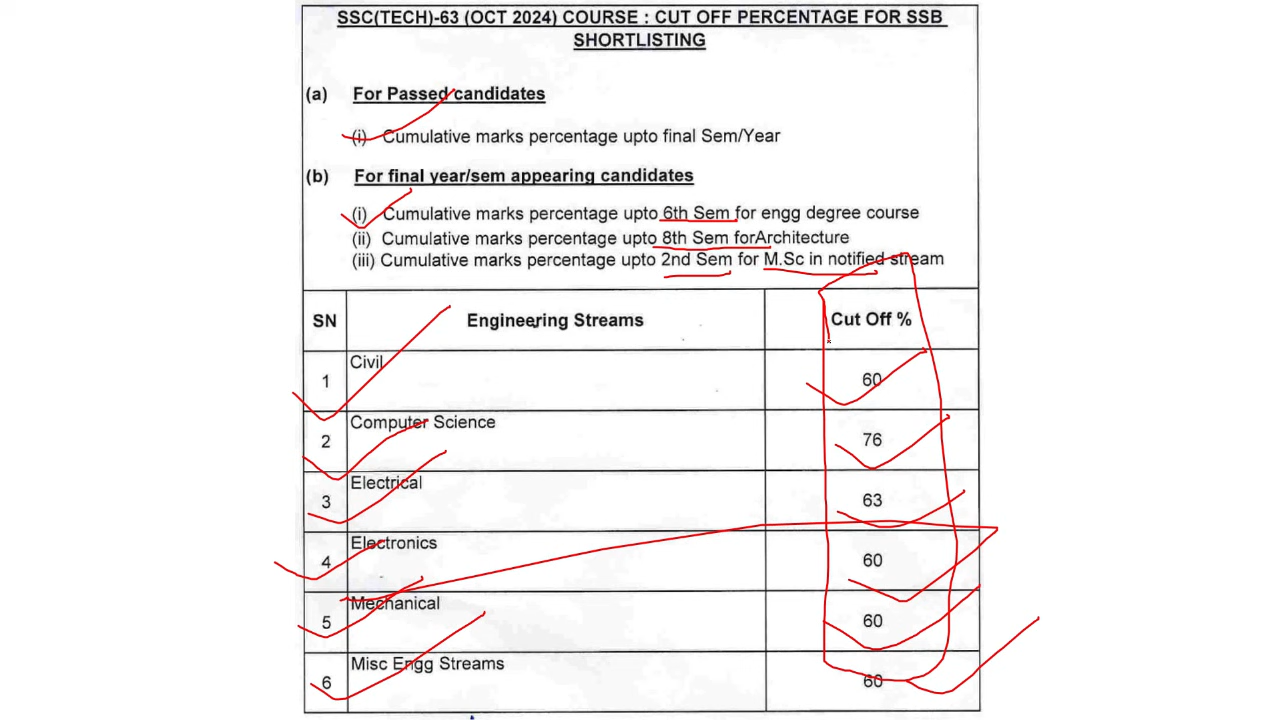 SSC(TECH)-63 (OCT 2024) COURSE : CUT OFF PERCENTAGE FOR SSB
SHORTLISTING
(a) For Passed candidates
(i) Cumulative marks percentage upto final Sem/Year
(b) For final year/sem appearing candidates
(i) Cumulative marks percentage upto 6th Sem for engg degree course
(ii) Cumulative marks percentage upto 8th Sem forArchitecture
(iii) Cumulative marks percentage upto 2nd Sem for M.Sc in notified stream
SN Engineering Streams Cut Off %
1 Civil 60
2 Computer Science 76
3 Electrical 63
4 Electronics 60
5 Mechanical 60
6 Misc Engg Streams 60